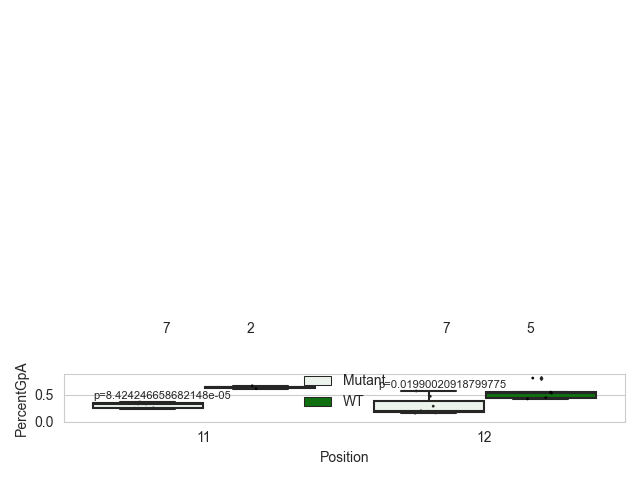 7 2 7 5
PercentGpA
0.5
0.0
p=8.424246658682148e-05
p=0.01990020918799775
Mutant
WT
11 12
Position